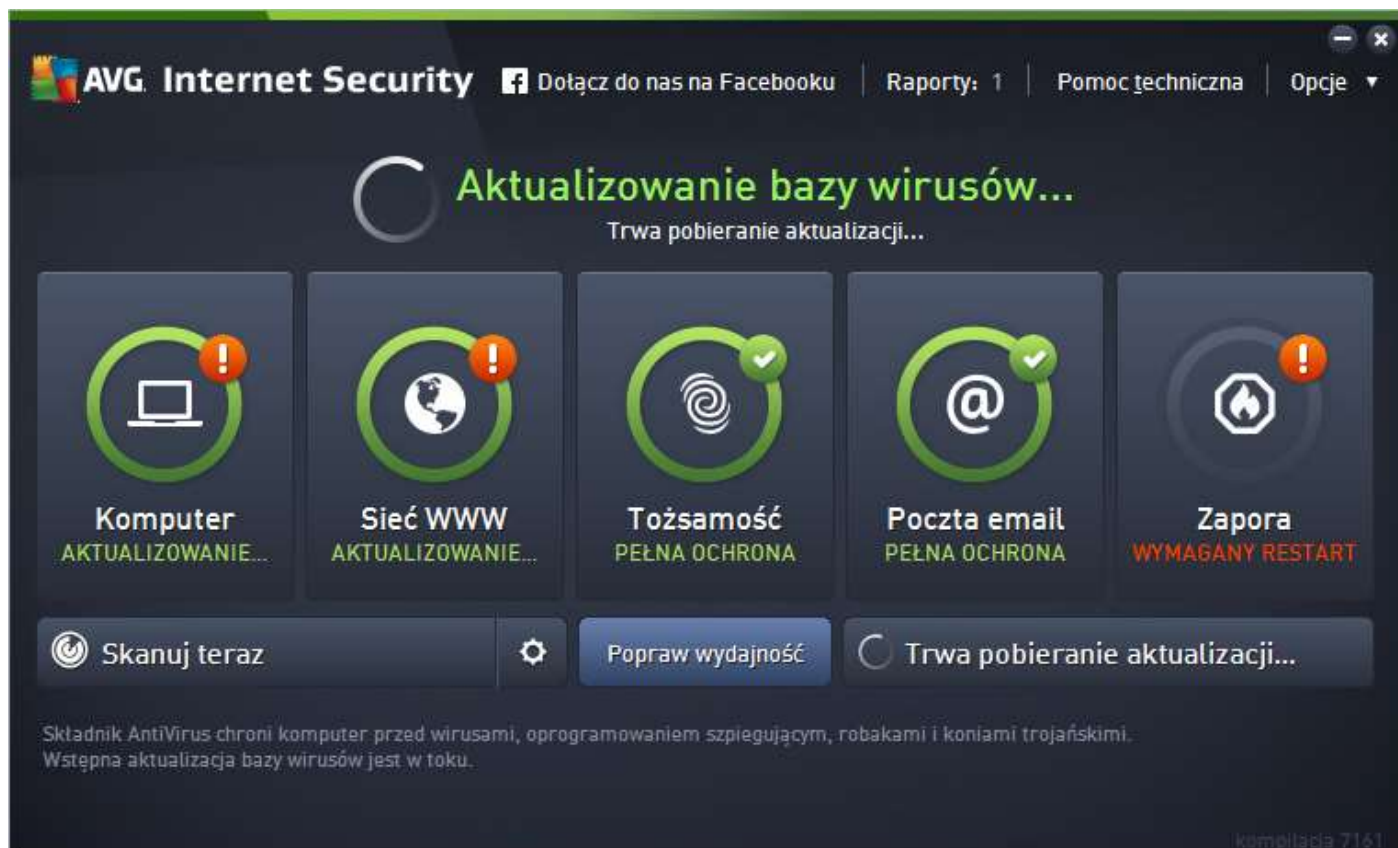 AVG Internet Security
Dołącz do nas na Facebooku
Raporty: 1
Pomoc techniczna
Opcje
Aktualizowanie bazy wirusów...
Trwa pobieranie aktualizacji...
Komputer
AKTUALIZOWANIE...
Sieć WWW
AKTUALIZOWANIE...
Tożsamość
PEŁNA OCHRONA
@
Poczta email
PEŁNA OCHRONA
Zapora
WYMAGANY RESTART
Skanuj teraz
Popraw wydajność
Trwa pobieranie aktualizacji...
Składnik AntiVirus chroni komputer przed wirusami, oprogramowaniem szpiegującym, robakami i koniami trojańskimi.
Wstępna aktualizacja bazy wirusów jest w toku.
kompilacja 7161